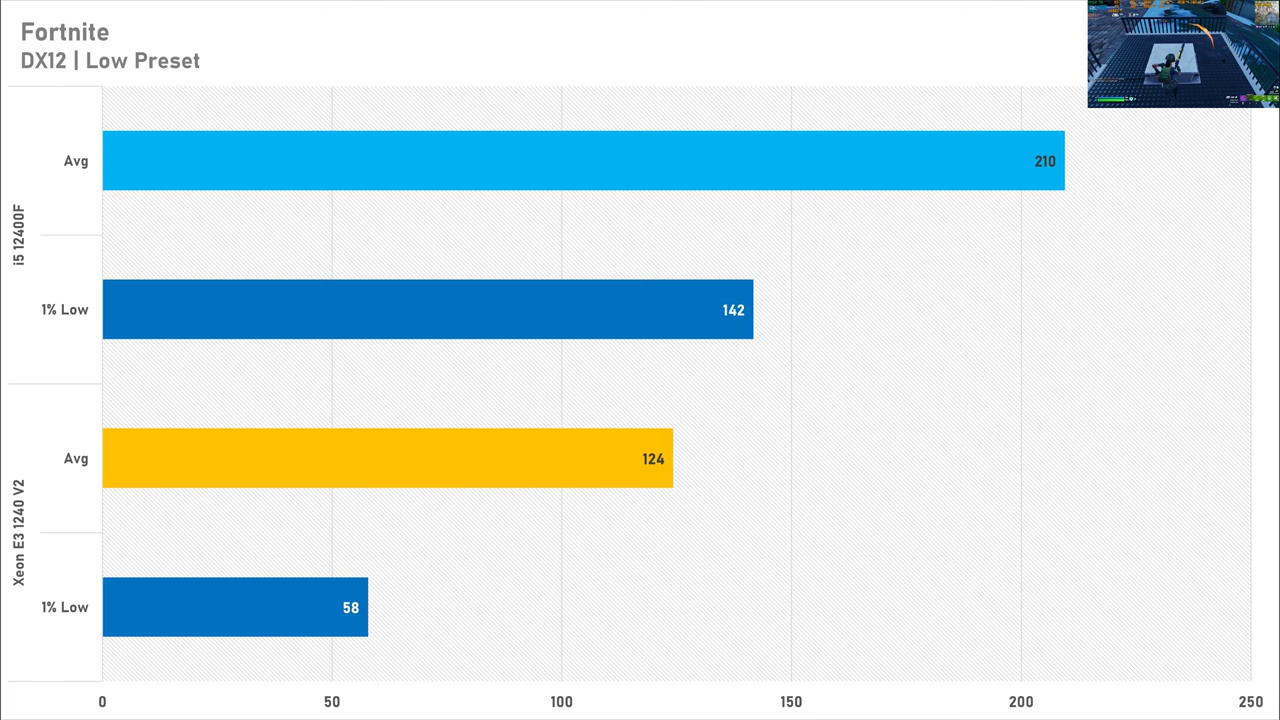 Fortnite
DX12 | Low Preset
i5 12400F
Avg
210
1% Low
142
Xeon E3 1240 V2
Avg
124
1% Low
58
0 50 100 150 200 250